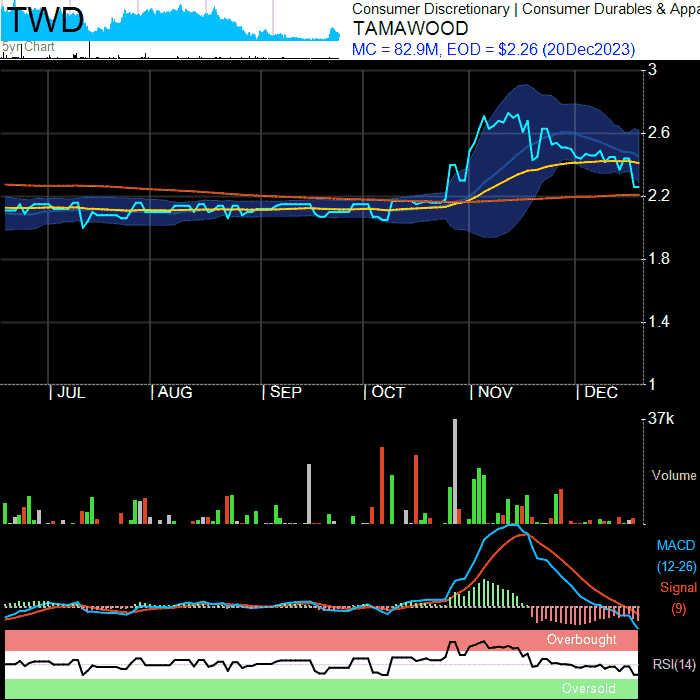 TWD
5yr Chart
Consumer Discretionary | Consumer Durables & Appa
TAMAWOOD
MC = 82.9M, EOD = $2.26 (20Dec2023)
3
2.6
2.2
1.8
1.4
1
| JUL | AUG | SEP | OCT | NOV | DEC
37k
Volume
MACD
(12-26)
Signal
(9)
Overbought
RSI(14)
Oversold